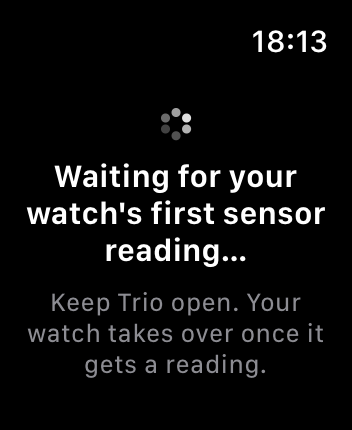 18:13
Waiting for your
watch's first sensor
reading...
Keep Trio open. Your
watch takes over once it
gets a reading.